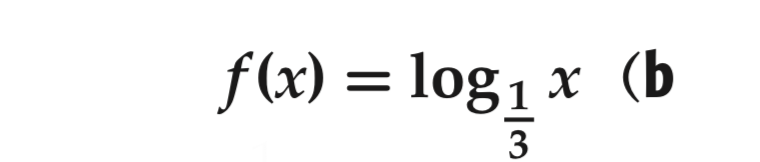 f(x) = log_{1/3} x (b